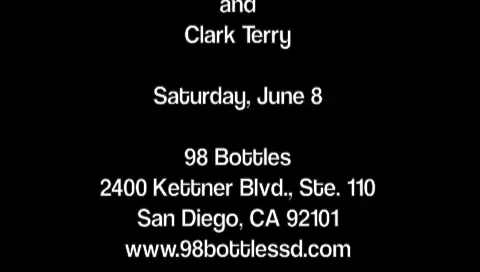 and
Clark Terry
Saturday, June 8
98 Bottles
2400 Kettner Blvd., Ste. 110
San Diego, CA 92101
www.98bottlessd.com